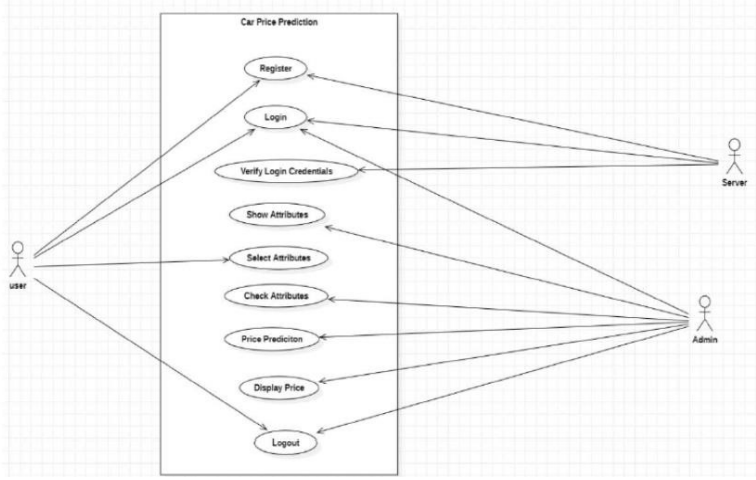 Car Price Prediction
Register
Login
Verify Login Credentials
Show Attributes
Select Attributes
Check Attributes
Price Prediciton
Display Price
Logout
user
Server
Admin